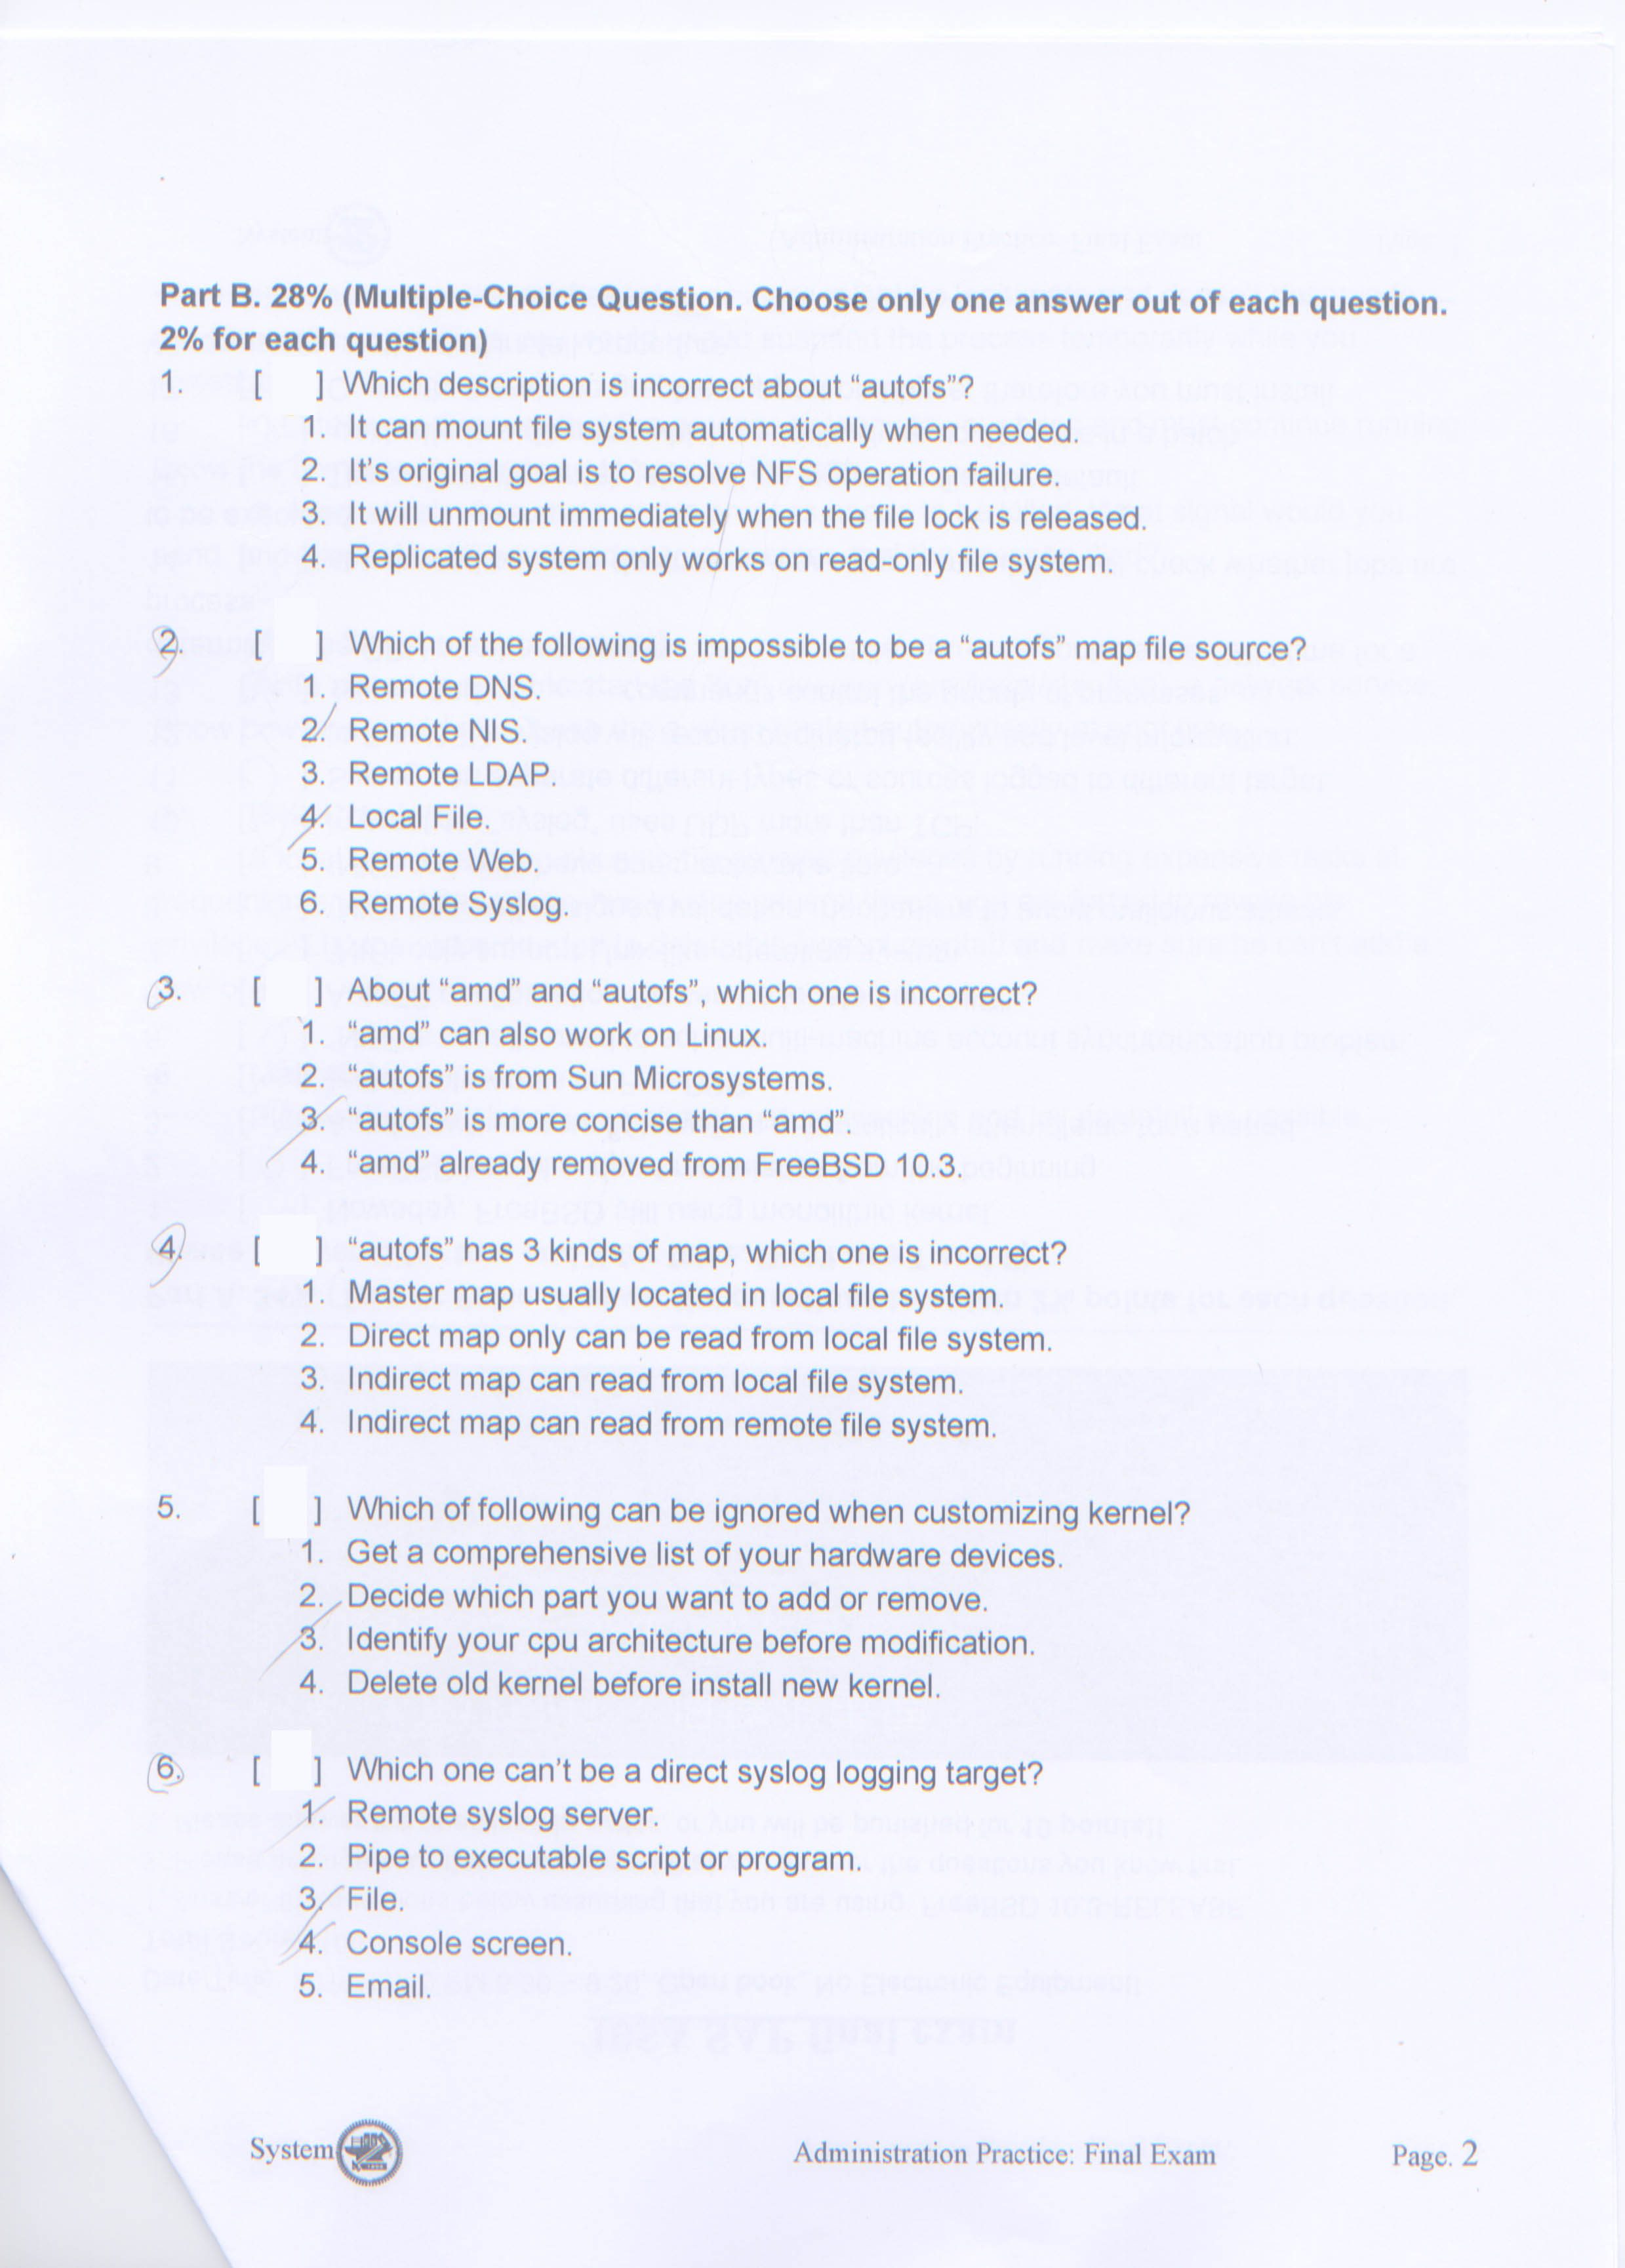 Part B. 28% (Multiple-Choice Question. Choose only one answer out of each question.
2% for each question)
1. [ ] Which description is incorrect about “autofs”?
1. It can mount file system automatically when needed.
2. It’s original goal is to resolve NFS operation failure.
3. It will unmount immediately when the file lock is released.
4. Replicated system only works on read-only file system.
2. [ ] Which of the following is impossible to be a “autofs” map file source?
1. Remote DNS.
2. Remote NIS.
3. Remote LDAP.
4. Local File.
5. Remote Web.
6. Remote Syslog.
3. [ ] About “amd” and “autofs”, which one is incorrect?
1. “amd” can also work on Linux.
2. “autofs” is from Sun Microsystems.
3. “autofs” is more concise than “amd”.
4. “amd” already removed from FreeBSD 10.3.
4. [ ] “autofs” has 3 kinds of map, which one is incorrect?
1. Master map usually located in local file system.
2. Direct map only can be read from local file system.
3. Indirect map can read from local file system.
4. Indirect map can read from remote file system.
5. [ ] Which of following can be ignored when customizing kernel?
1. Get a comprehensive list of your hardware devices.
2. Decide which part you want to add or remove.
3. Identify your cpu architecture before modification.
4. Delete old kernel before install new kernel.
6. [ ] Which one can’t be a direct syslog logging target?
1. Remote syslog server.
2. Pipe to executable script or program.
3. File.
4. Console screen.
5. Email.
System Administration Practice: Final Exam Page. 2